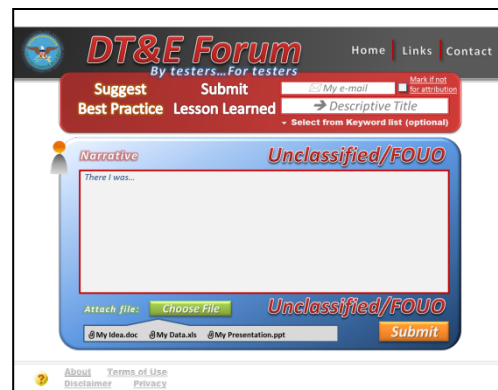 DT&E Forum
By testers...For testers
Home Links Contact
Suggest
Best Practice
Submit
Lesson Learned
My e-mail
Mark if not
for attribution
Descriptive Title
Select from Keyword list (optional)
Narrative
Unclassified/FOUO
There I was...
Attach file: Choose File
Unclassified/FOUO
My Idea.doc My Data.xls My Presentation.ppt
Submit
About Terms of Use
Disclaimer Privacy